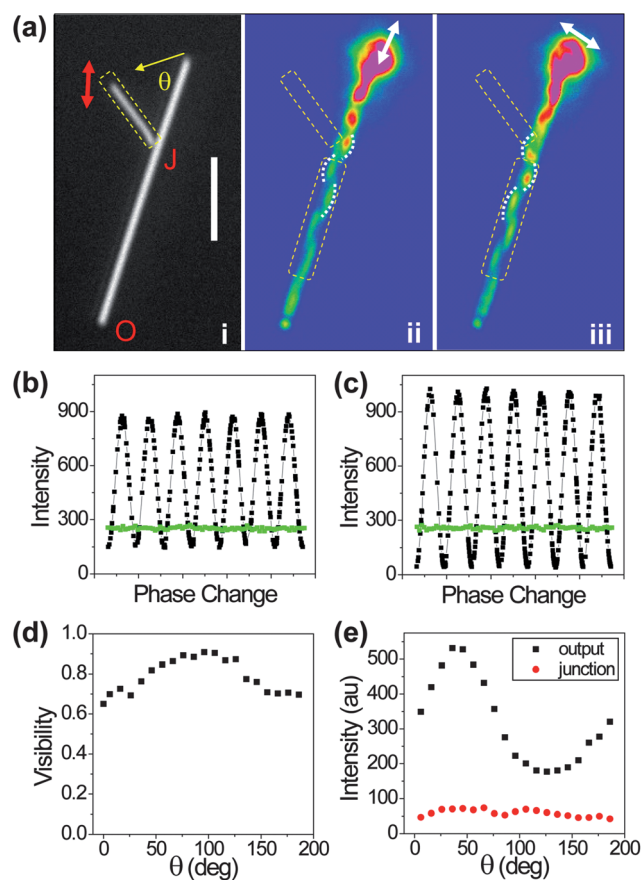 (a)
θ
J
O
i
ii
iii
(b)
900
600
300
0
Intensity
Phase Change
(c)
900
600
300
0
Intensity
Phase Change
(d)
1.0
0.8
0.6
0.4
0.2
0.0
Visibility
0 50 100 150 200
θ (deg)
(e)
output
junction
500
400
300
200
100
0
Intensity (au)
0 50 100 150 200
θ (deg)